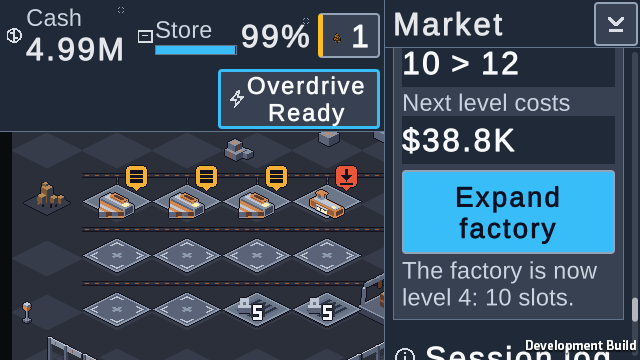 Cash
4.99M
Store
99%
1
Overdrive
Ready
Market
10 > 12
Next level costs
$38.8K
Expand
factory
The factory is now
level 4: 10 slots.
5
5
Session log
Development Build